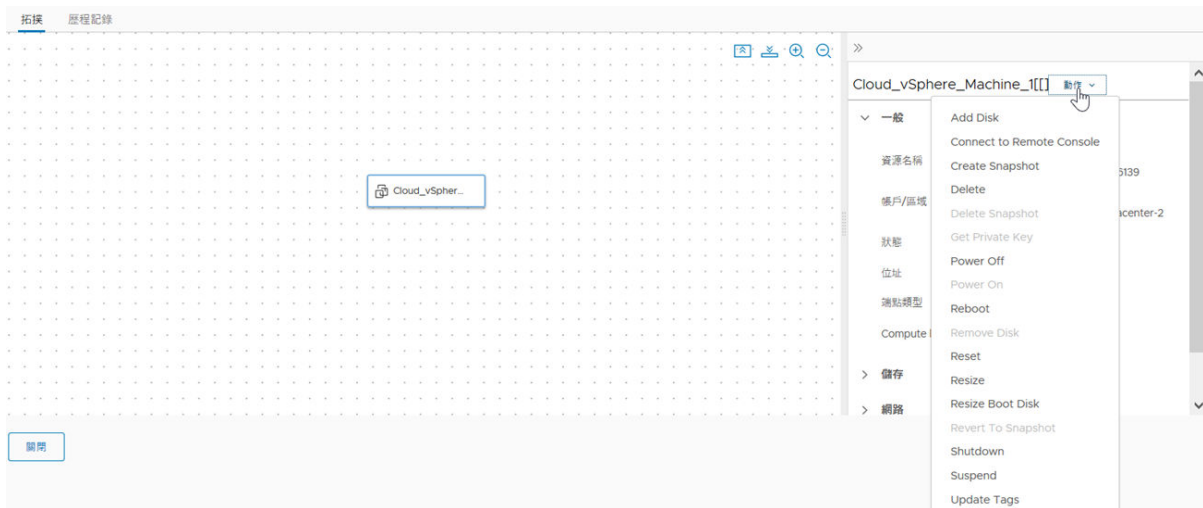 拓撲
歷程記錄
Cloud_vSpher...
Cloud_vSphere_Machine_1[[]
動作
一般
資源名稱
6139
帳戶/區域
acenter-2
狀態
位址
端點類型
Compute
儲存
網路
Add Disk
Connect to Remote Console
Create Snapshot
Delete
Delete Snapshot
Get Private Key
Power Off
Power On
Reboot
Remove Disk
Reset
Resize
Resize Boot Disk
Revert To Snapshot
Shutdown
Suspend
Update Tags
關閉